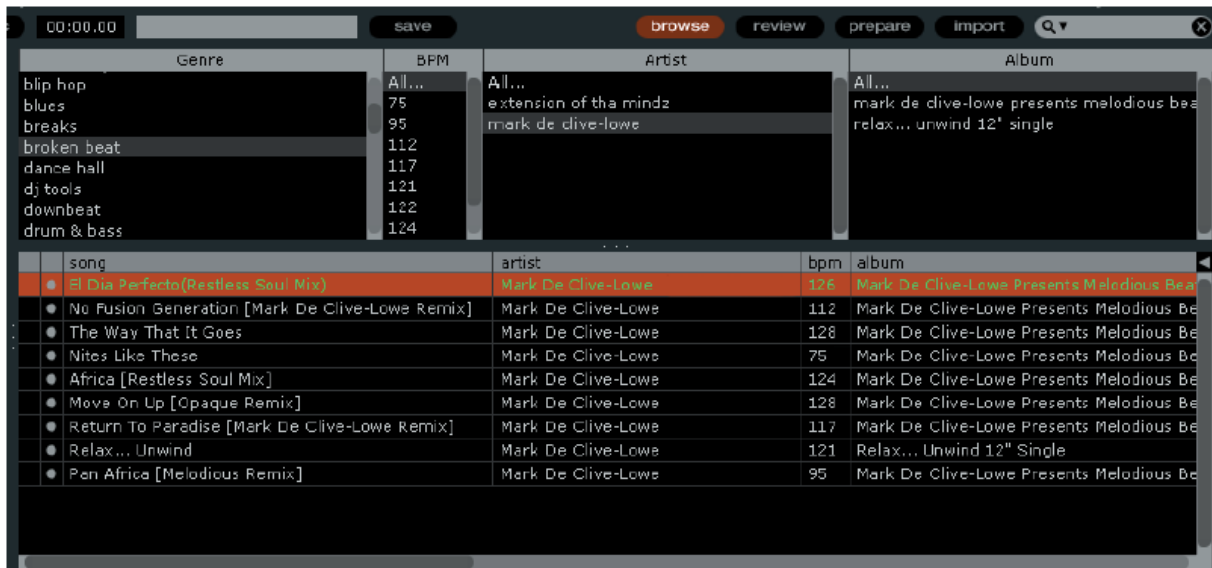 00:00.00 save browse review prepare import
Genre BPM Artist Album
blip hop All... All... All...
blues 75 extension of tha mindz mark de clive-lowe presents melodious bea
breaks 95 mark de clive-lowe relax... unwind 12" single
broken beat 112
dance hall 117
dj tools 121
downbeat 122
drum & bass 124
song artist bpm album
El Dia Perfecto(Restless Soul Mix) Mark De Clive-Lowe 126 Mark De Clive-Lowe Presents Melodious Bea
No Fusion Generation [Mark De Clive-Lowe Remix] Mark De Clive-Lowe 112 Mark De Clive-Lowe Presents Melodious Be
The Way That It Goes Mark De Clive-Lowe 128 Mark De Clive-Lowe Presents Melodious Be
Nites Like These Mark De Clive-Lowe 75 Mark De Clive-Lowe Presents Melodious Be
Africa [Restless Soul Mix] Mark De Clive-Lowe 124 Mark De Clive-Lowe Presents Melodious Be
Move On Up [Opaque Remix] Mark De Clive-Lowe 128 Mark De Clive-Lowe Presents Melodious Be
Return To Paradise [Mark De Clive-Lowe Remix] Mark De Clive-Lowe 117 Mark De Clive-Lowe Presents Melodious Be
Relax... Unwind Mark De Clive-Lowe 121 Relax... Unwind 12" Single
Pan Africa [Melodious Remix] Mark De Clive-Lowe 95 Mark De Clive-Lowe Presents Melodious Be